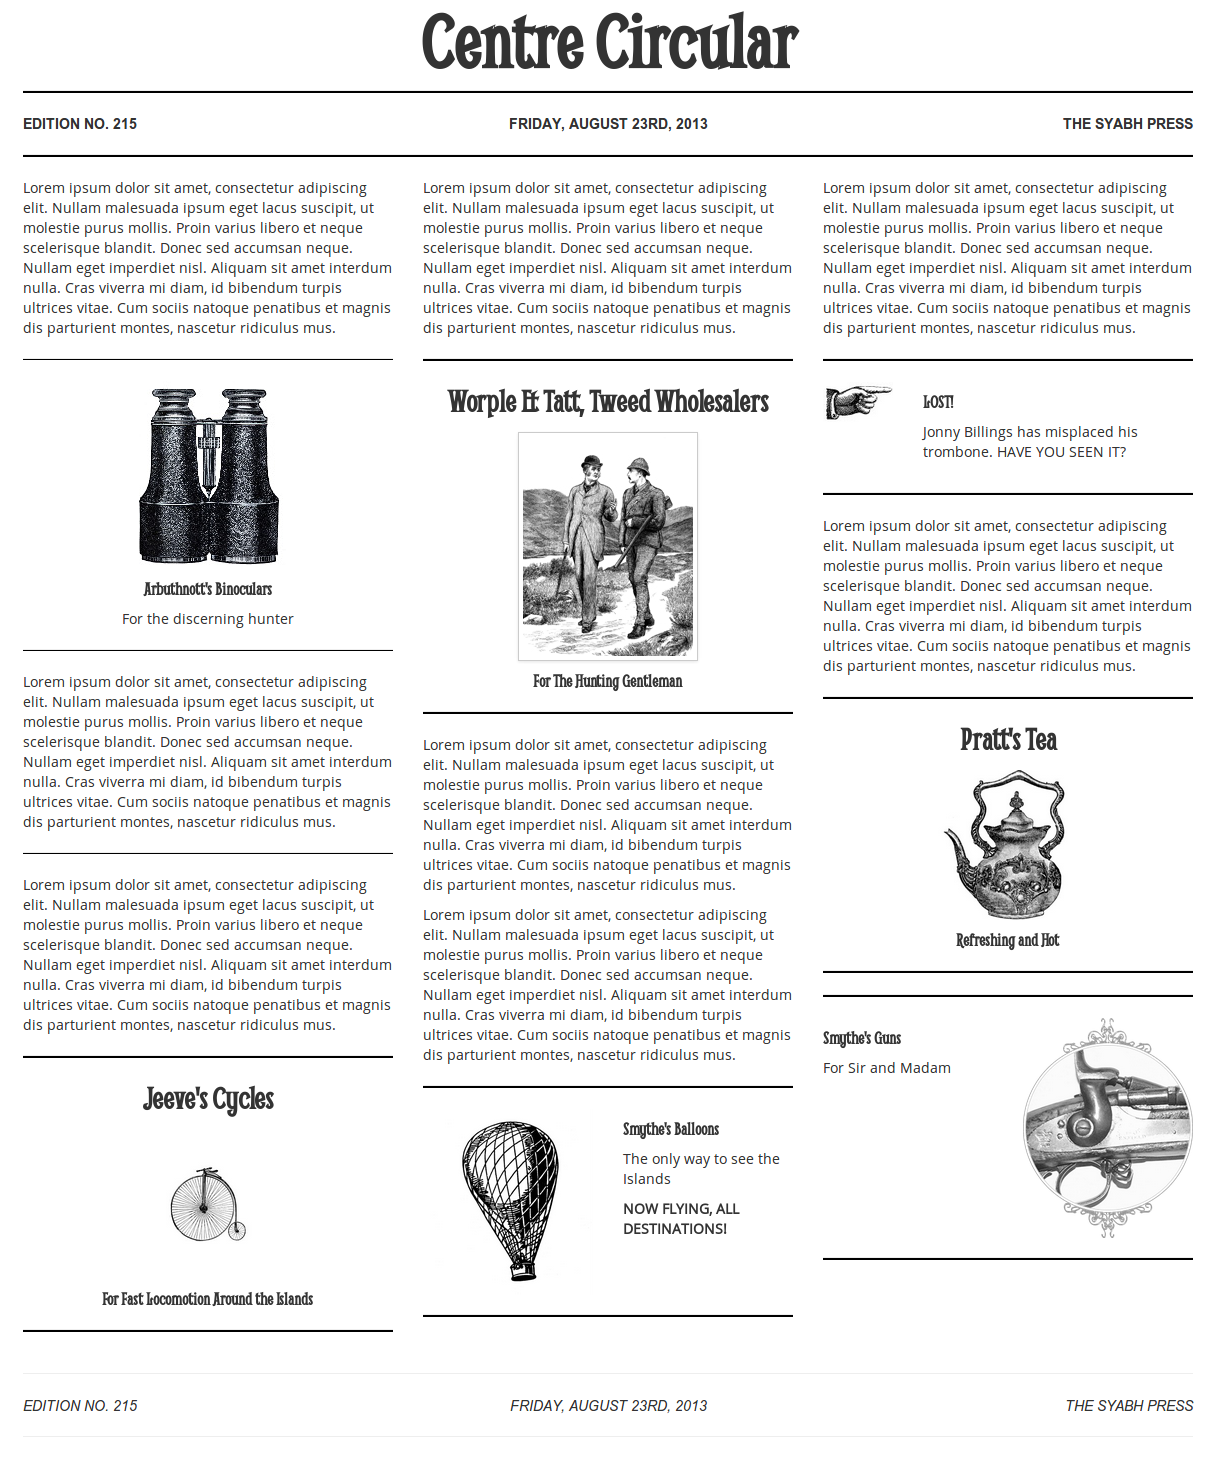 Centre Circular
EDITION NO. 215
FRIDAY, AUGUST 23RD, 2013
THE SYABH PRESS
Lorem ipsum dolor sit amet, consectetur adipiscing
elit. Nullam malesuada ipsum eget lacus suscipit, ut
molestie purus mollis. Proin varius libero et neque
scelerisque blandit. Donec sed accumsan neque.
Nullam eget imperdiet nisl. Aliquam sit amet interdum
nulla. Cras viverra mi diam, id bibendum turpis
ultrices vitae. Cum sociis natoque penatibus et magnis
dis parturient montes, nascetur ridiculus mus.
Arbuthnott's Binoculars
For the discerning hunter
Lorem ipsum dolor sit amet, consectetur adipiscing
elit. Nullam malesuada ipsum eget lacus suscipit, ut
molestie purus mollis. Proin varius libero et neque
scelerisque blandit. Donec sed accumsan neque.
Nullam eget imperdiet nisl. Aliquam sit amet interdum
nulla. Cras viverra mi diam, id bibendum turpis
ultrices vitae. Cum sociis natoque penatibus et magnis
dis parturient montes, nascetur ridiculus mus.
Lorem ipsum dolor sit amet, consectetur adipiscing
elit. Nullam malesuada ipsum eget lacus suscipit, ut
molestie purus mollis. Proin varius libero et neque
scelerisque blandit. Donec sed accumsan neque.
Nullam eget imperdiet nisl. Aliquam sit amet interdum
nulla. Cras viverra mi diam, id bibendum turpis
ultrices vitae. Cum sociis natoque penatibus et magnis
dis parturient montes, nascetur ridiculus mus.
Jeeve's Cycles
For Fast Locomotion Around the Islands
Lorem ipsum dolor sit amet, consectetur adipiscing
elit. Nullam malesuada ipsum eget lacus suscipit, ut
molestie purus mollis. Proin varius libero et neque
scelerisque blandit. Donec sed accumsan neque.
Nullam eget imperdiet nisl. Aliquam sit amet interdum
nulla. Cras viverra mi diam, id bibendum turpis
ultrices vitae. Cum sociis natoque penatibus et magnis
dis parturient montes, nascetur ridiculus mus.
Worple & Tatt, Tweed Wholesalers
For The Hunting Gentleman
Lorem ipsum dolor sit amet, consectetur adipiscing
elit. Nullam malesuada ipsum eget lacus suscipit, ut
molestie purus mollis. Proin varius libero et neque
scelerisque blandit. Donec sed accumsan neque.
Nullam eget imperdiet nisl. Aliquam sit amet interdum
nulla. Cras viverra mi diam, id bibendum turpis
ultrices vitae. Cum sociis natoque penatibus et magnis
dis parturient montes, nascetur ridiculus mus.
Lorem ipsum dolor sit amet, consectetur adipiscing
elit. Nullam malesuada ipsum eget lacus suscipit, ut
molestie purus mollis. Proin varius libero et neque
scelerisque blandit. Donec sed accumsan neque.
Nullam eget imperdiet nisl. Aliquam sit amet interdum
nulla. Cras viverra mi diam, id bibendum turpis
ultrices vitae. Cum sociis natoque penatibus et magnis
dis parturient montes, nascetur ridiculus mus.
Smythe's Balloons
The only way to see the
Islands
NOW FLYING, ALL
DESTINATIONS!
Lorem ipsum dolor sit amet, consectetur adipiscing
elit. Nullam malesuada ipsum eget lacus suscipit, ut
molestie purus mollis. Proin varius libero et neque
scelerisque blandit. Donec sed accumsan neque.
Nullam eget imperdiet nisl. Aliquam sit amet interdum
nulla. Cras viverra mi diam, id bibendum turpis
ultrices vitae. Cum sociis natoque penatibus et magnis
dis parturient montes, nascetur ridiculus mus.
LOST!
Jonny Billings has misplaced his
trombone. HAVE YOU SEEN IT?
Lorem ipsum dolor sit amet, consectetur adipiscing
elit. Nullam malesuada ipsum eget lacus suscipit, ut
molestie purus mollis. Proin varius libero et neque
scelerisque blandit. Donec sed accumsan neque.
Nullam eget imperdiet nisl. Aliquam sit amet interdum
nulla. Cras viverra mi diam, id bibendum turpis
ultrices vitae. Cum sociis natoque penatibus et magnis
dis parturient montes, nascetur ridiculus mus.
Pratt's Tea
Refreshing and Hot
Smythe's Guns
For Sir and Madam
EDITION NO. 215
FRIDAY, AUGUST 23RD, 2013
THE SYABH PRESS